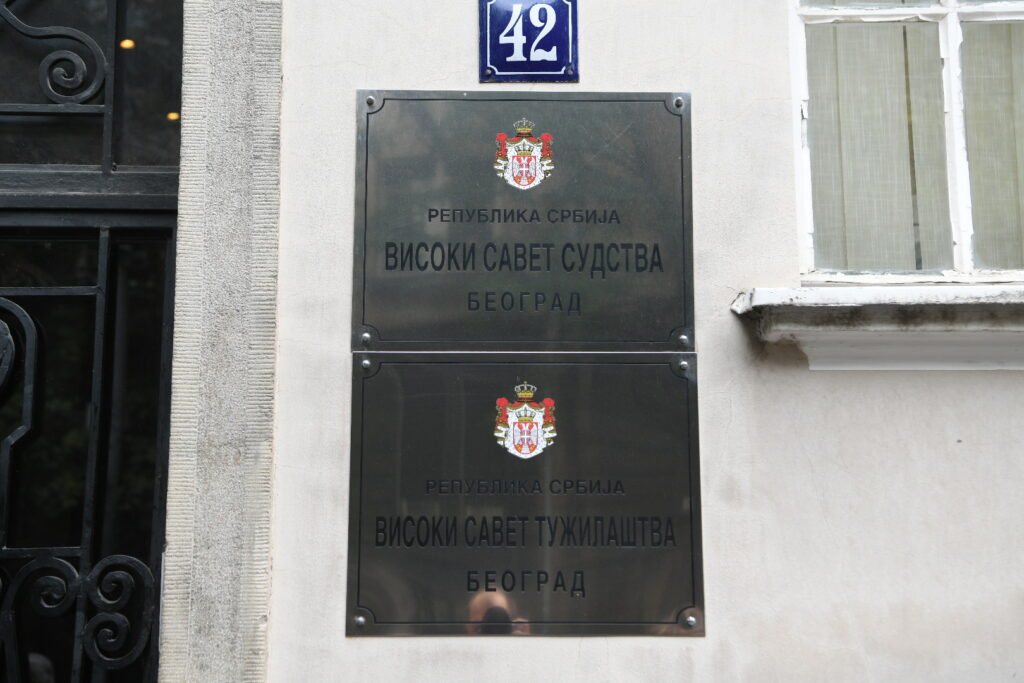 42
РЕПУБЛИКА СРБИЈА
ВИСОКИ САВЕТ СУДСТВА
БЕОГРАД
РЕПУБЛИКА СРБИЈА
ВИСОКИ САВЕТ ТУЖИЛАШТВА
БЕОГРАД